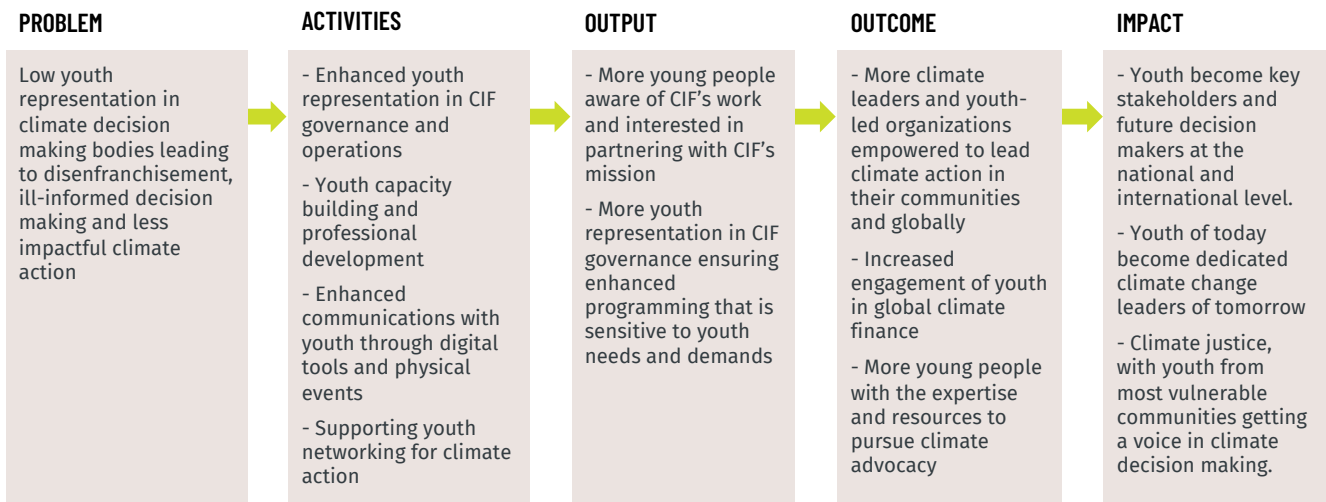 PROBLEM
Low youth
representation in
climate decision
making bodies leading
to disenfranchisement,
ill-informed decision
making and less
impactful climate
action
ACTIVITIES
- Enhanced youth
representation in CIF
governance and
operations
- Youth capacity
building and
professional
development
- Enhanced
communications with
youth through digital
tools and physical
events
- Supporting youth
networking for climate
action
OUTPUT
- More young people
aware of CIF’s work
and interested in
partnering with CIF’s
mission
- More youth
representation in CIF
governance ensuring
enhanced
programming that is
sensitive to youth
needs and demands
OUTCOME
- More climate
leaders and youth-
led organizations
empowered to lead
climate action in
their communities
and globally
- Increased
engagement of youth
in global climate
finance
- More young people
with the expertise
and resources to
pursue climate
advocacy
IMPACT
- Youth become key
stakeholders and
future decision
makers at the
national and
international level.
- Youth of today
become dedicated
climate change
leaders of tomorrow
- Climate justice,
with youth from
most vulnerable
communities getting
a voice in climate
decision making.